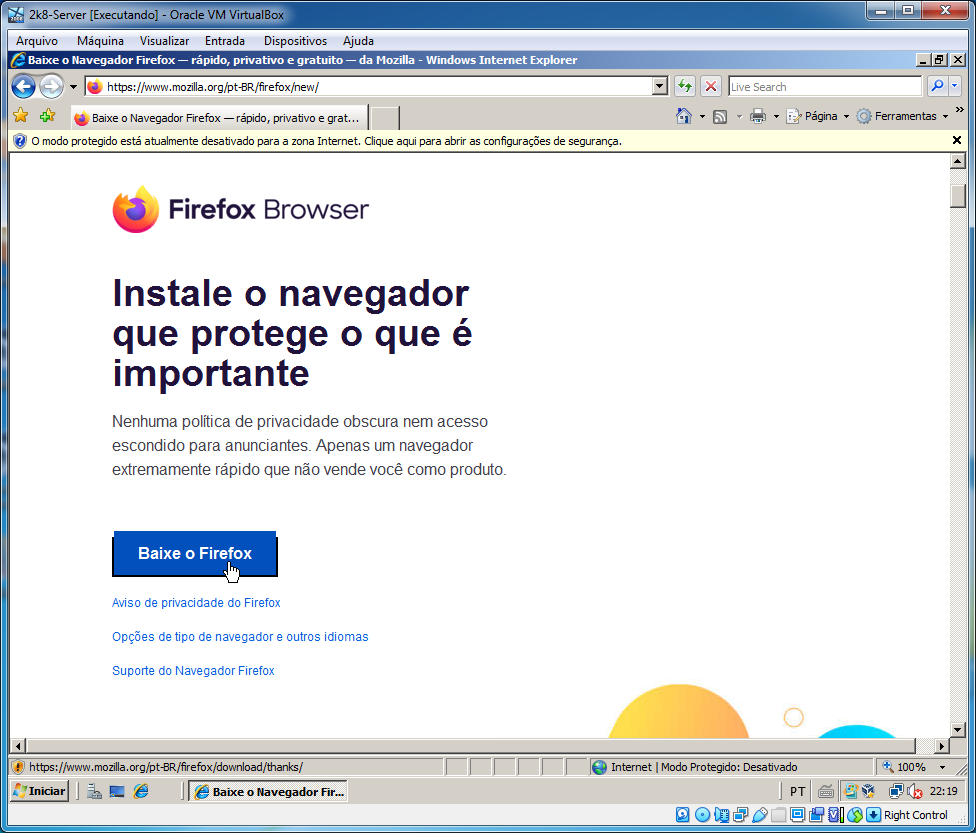 2k8-Server [Executando] - Oracle VM VirtualBox
Arquivo Máquina Visualizar Entrada Dispositivos Ajuda
Baixe o Navegador Firefox — rápido, privativo e gratuito — da Mozilla - Windows Internet Explorer
https://www.mozilla.org/pt-BR/firefox/new/
Live Search
Baixe o Navegador Firefox — rápido, privativo e grat...
Página Ferramentas
O modo protegido está atualmente desativado para a zona Internet. Clique aqui para abrir as configurações de segurança.
Firefox Browser
Instale o navegador
que protege o que é
importante
Nenhuma política de privacidade obscura nem acesso
escondido para anunciantes. Apenas um navegador
extremamente rápido que não vende você como produto.
Baixe o Firefox
Aviso de privacidade do Firefox
Opções de tipo de navegador e outros idiomas
Suporte do Navegador Firefox
https://www.mozilla.org/pt-BR/firefox/download/thanks/
Internet | Modo Protegido: Desativado
100%
Iniciar
Baixe o Navegador Fir...
PT
22:19
Right Control